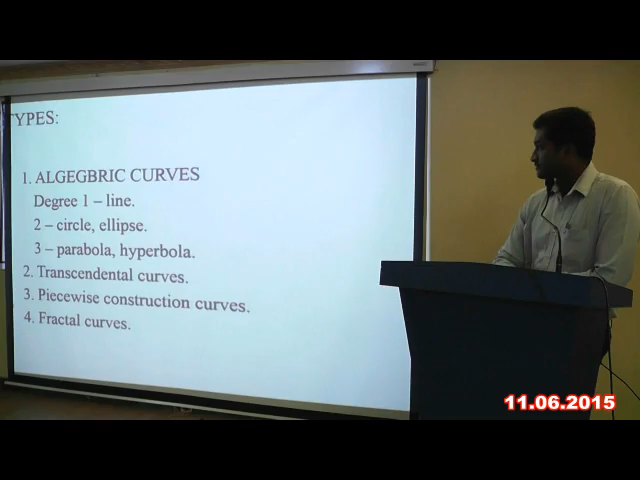 TYPES:
1. ALGEGBRIC CURVES
Degree 1 – line.
2 – circle, ellipse.
3 – parabola, hyperbola.
2. Transcendental curves.
3. Piecewise construction curves.
4. Fractal curves.
11.06.2015